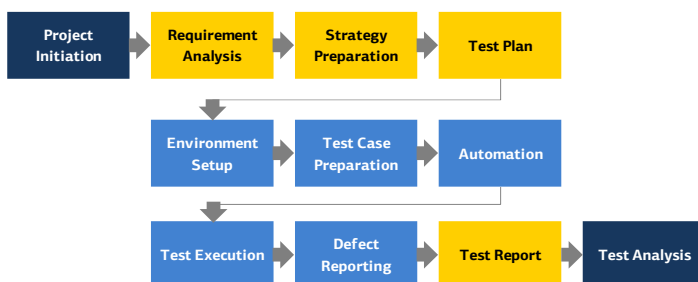 Project
Initiation
Requirement
Analysis
Strategy
Preparation
Test Plan
Environment
Setup
Test Case
Preparation
Automation
Test Execution
Defect
Reporting
Test Report
Test Analysis